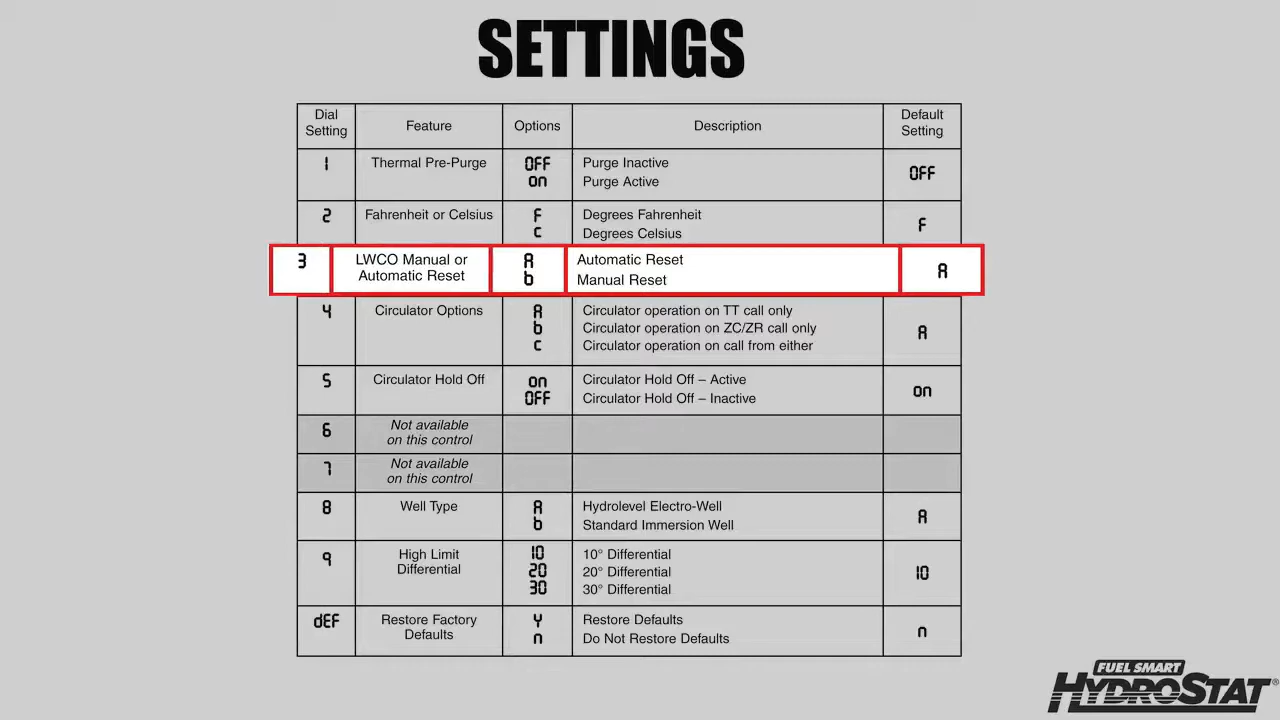 SETTINGS
Dial Setting Feature Options Description Default Setting
1 Thermal Pre-Purge OFF Purge Inactive OFF
on Purge Active
2 Fahrenheit or Celsius F Degrees Fahrenheit F
c Degrees Celsius
3 LWCO Manual or Automatic Reset A Automatic Reset A
b Manual Reset
4 Circulator Options A Circulator operation on TT call only A
b Circulator operation on ZC/ZR call only
c Circulator operation on call from either
5 Circulator Hold Off on Circulator Hold Off – Active on
OFF Circulator Hold Off – Inactive
6 Not available on this control
7 Not available on this control
8 Well Type A Hydrolevel Electro-Well A
b Standard Immersion Well
9 High Limit Differential 10 10° Differential 10
20 20° Differential
30 30° Differential
dEF Restore Factory Defaults Y Restore Defaults n
n Do Not Restore Defaults
FUEL SMART
HYDROSTAT®